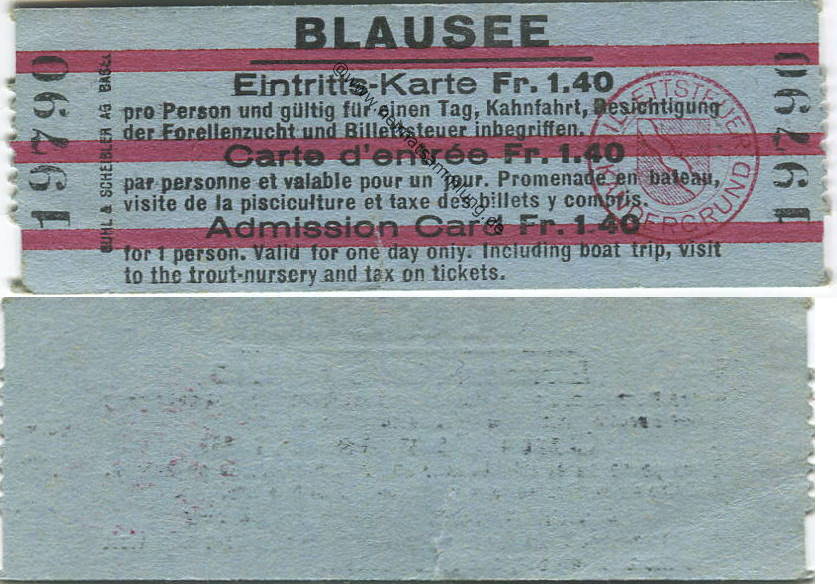 BLAUSEE
Eintritts-Karte Fr. 1.40
pro Person und gültig für einen Tag, Kahnfahrt, Besichtigung
der Forellenzucht und Billetsteuer inbegriffen.
Carte d'entrée Fr. 1.40
par personne et valable pour un jour. Promenade en bateau,
visite de la pisciculture et taxe des billets y compris.
Admission Card Fr. 1.40
for 1 person. Valid for one day only. Including boat trip, visit
to the trout-nursery and tax on tickets.
19790
GUHL & SCHEIBLER AG. BASEL
19790
BILLETTSTEUER
KANDERGRUND